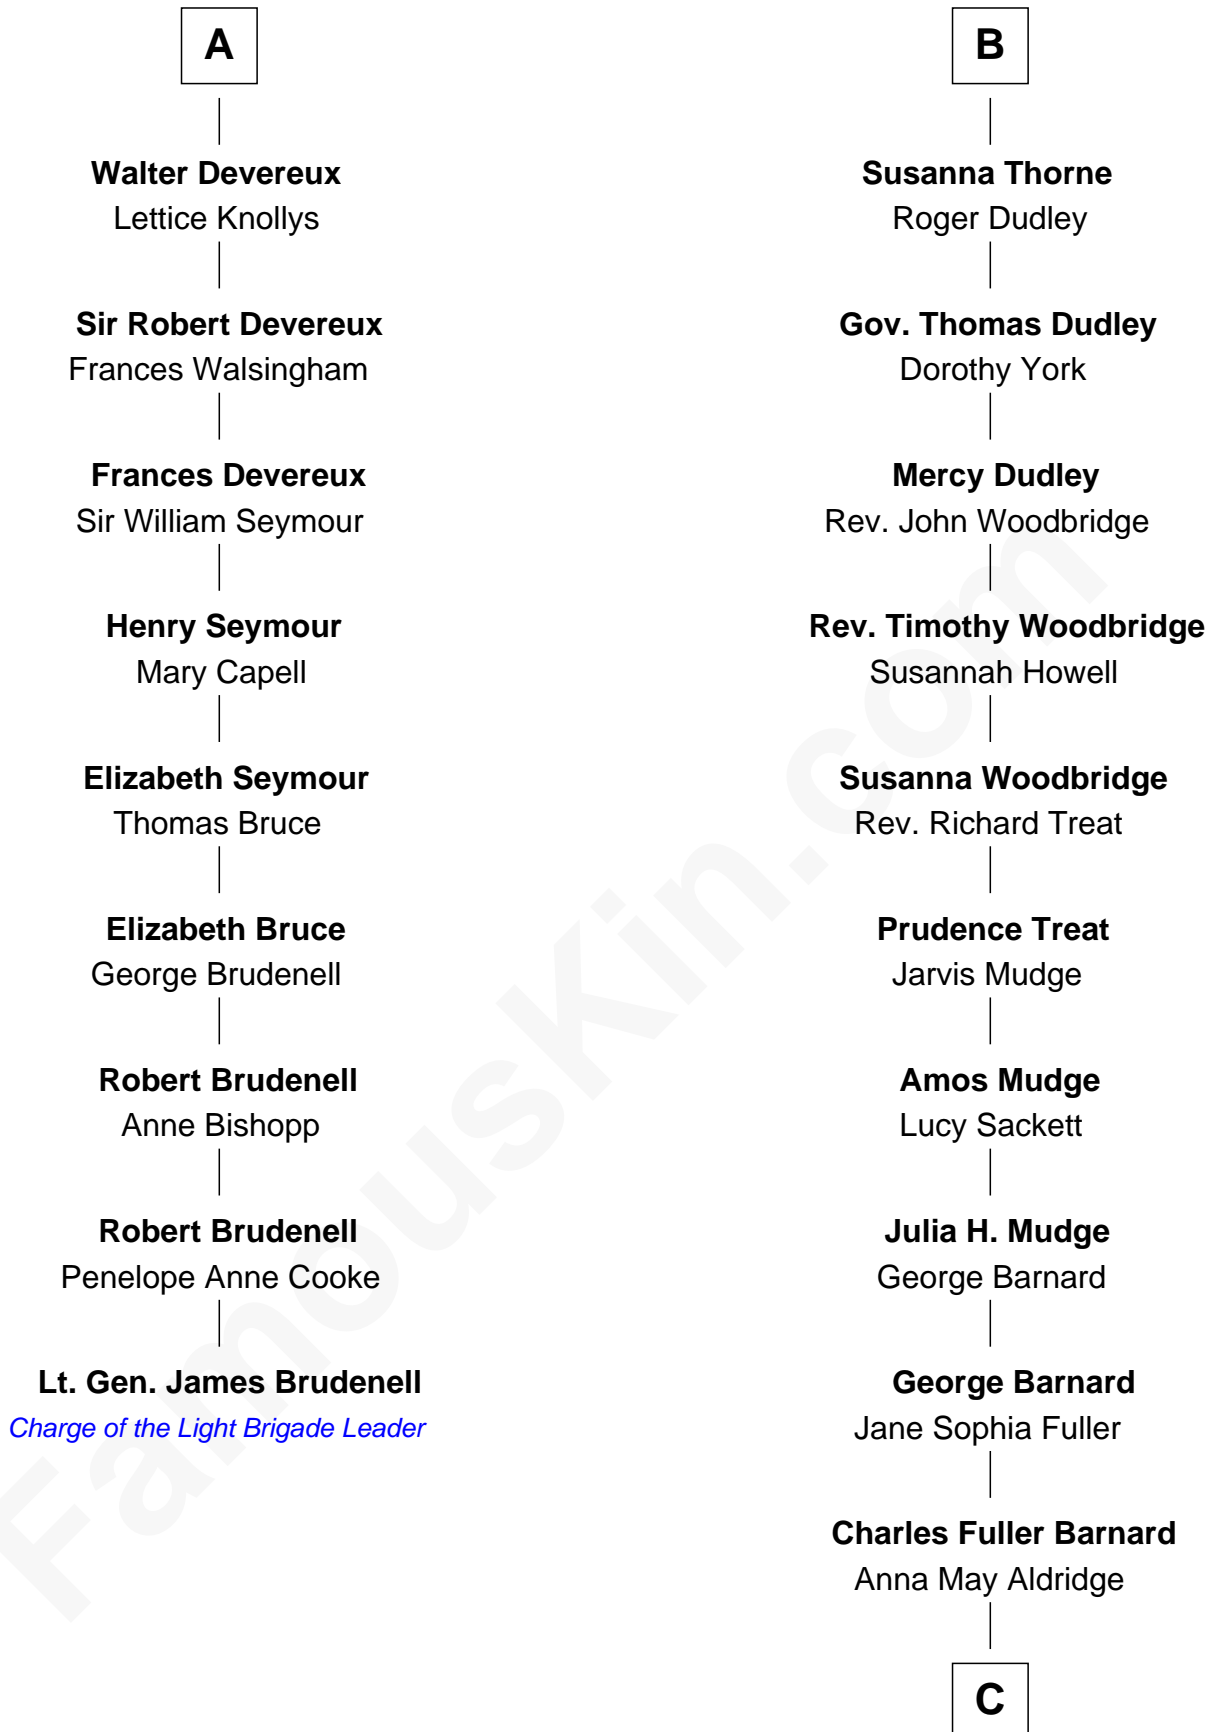 A
Walter Devereux
Lettice Knollys
Sir Robert Devereux
Frances Walsingham
Frances Devereux
Sir William Seymour
Henry Seymour
Mary Capell
Elizabeth Seymour
Thomas Bruce
Elizabeth Bruce
George Brudenell
Robert Brudenell
Anne Bishopp
Robert Brudenell
Penelope Anne Cooke
Lt. Gen. James Brudenell
Charge of the Light Brigade Leader
B
Susanna Thorne
Roger Dudley
Gov. Thomas Dudley
Dorothy York
Mercy Dudley
Rev. John Woodbridge
Rev. Timothy Woodbridge
Susannah Howell
Susanna Woodbridge
Rev. Richard Treat
Prudence Treat
Jarvis Mudge
Amos Mudge
Lucy Sackett
Julia H. Mudge
George Barnard
George Barnard
Jane Sophia Fuller
Charles Fuller Barnard
Anna May Aldridge
C
FamousKin.com